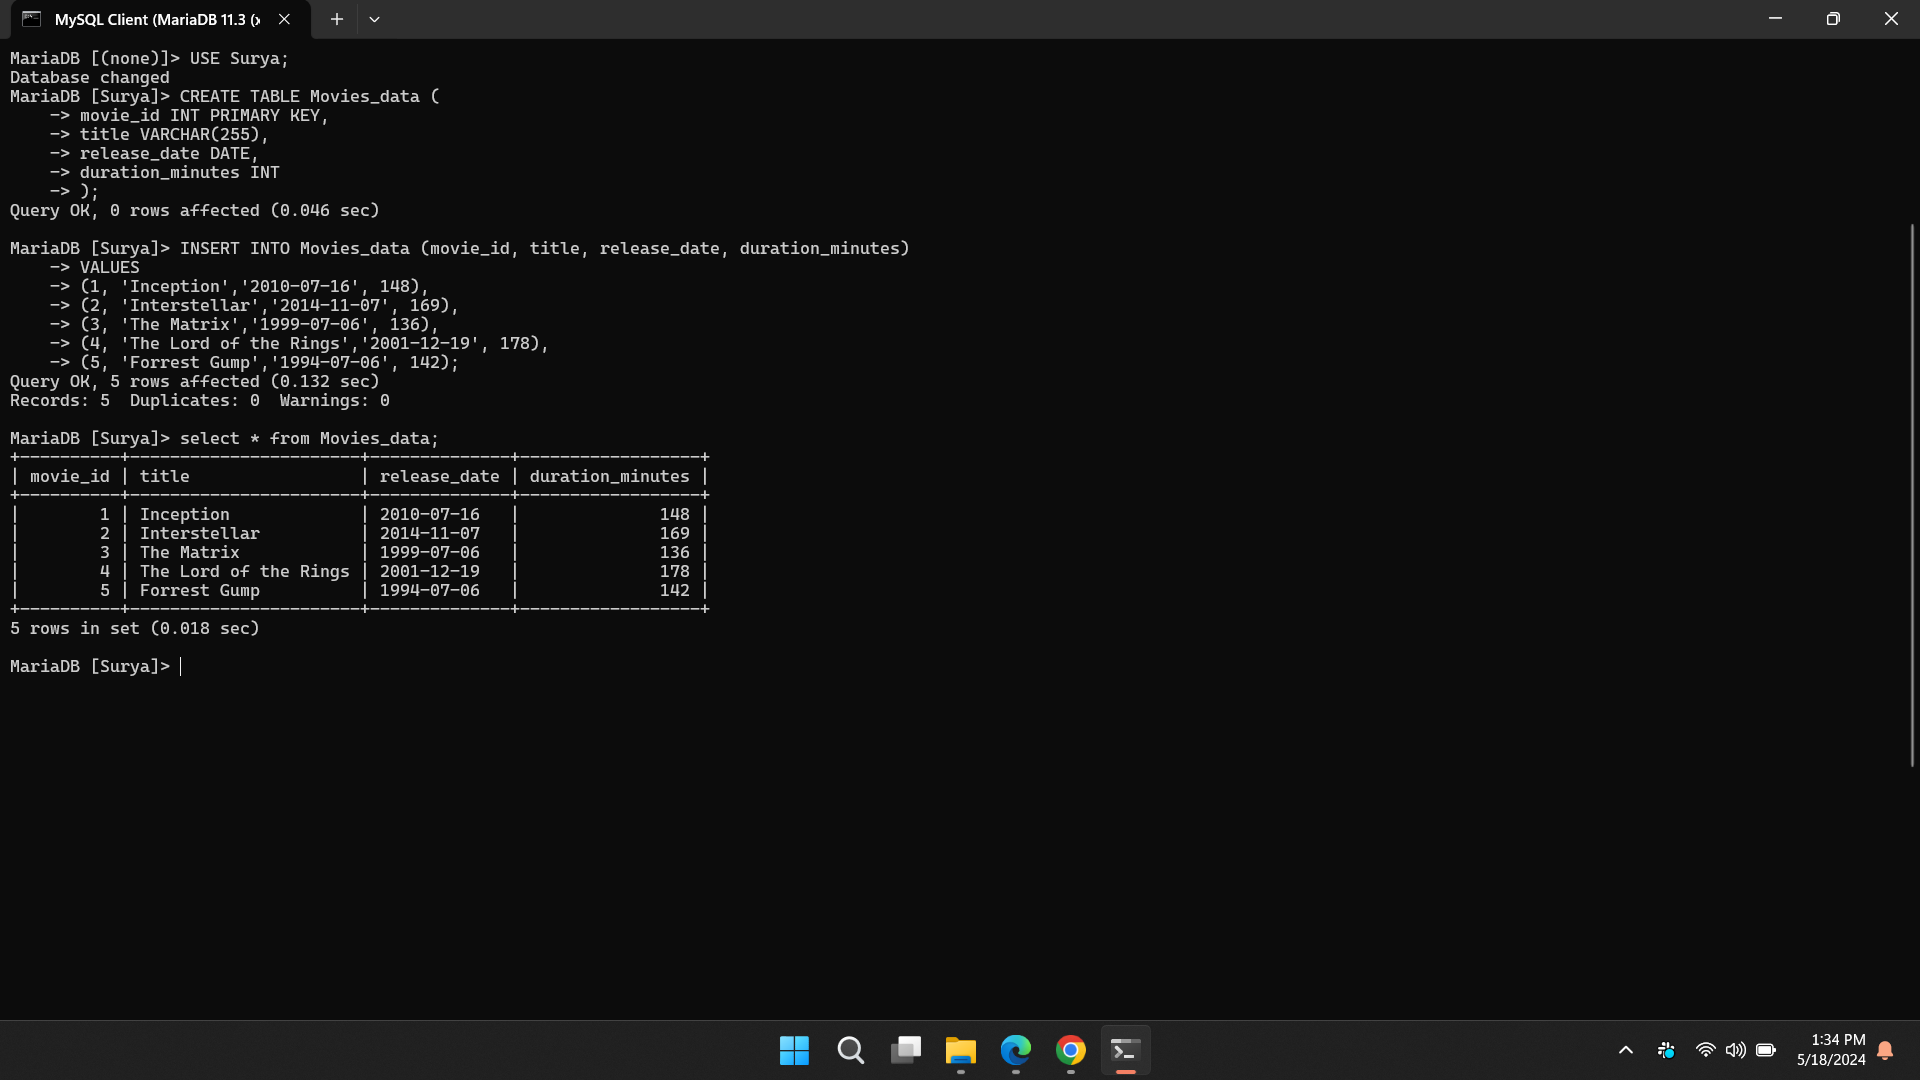 MySQL Client (MariaDB 11.3 (x
MariaDB [(none)]> USE Surya;
Database changed
MariaDB [Surya]> CREATE TABLE Movies_data (
    -> movie_id INT PRIMARY KEY,
    -> title VARCHAR(255),
    -> release_date DATE,
    -> duration_minutes INT
    -> );
Query OK, 0 rows affected (0.046 sec)
MariaDB [Surya]> INSERT INTO Movies_data (movie_id, title, release_date, duration_minutes)
    -> VALUES
    -> (1, 'Inception','2010-07-16', 148),
    -> (2, 'Interstellar','2014-11-07', 169),
    -> (3, 'The Matrix','1999-07-06', 136),
    -> (4, 'The Lord of the Rings','2001-12-19', 178),
    -> (5, 'Forrest Gump','1994-07-06', 142);
Query OK, 5 rows affected (0.132 sec)
Records: 5  Duplicates: 0  Warnings: 0
MariaDB [Surya]> select * from Movies_data;
+----------+-----------------------+--------------+------------------+
| movie_id | title                 | release_date | duration_minutes |
+----------+-----------------------+--------------+------------------+
|        1 | Inception             | 2010-07-16   |              148 |
|        2 | Interstellar          | 2014-11-07   |              169 |
|        3 | The Matrix            | 1999-07-06   |              136 |
|        4 | The Lord of the Rings | 2001-12-19   |              178 |
|        5 | Forrest Gump          | 1994-07-06   |              142 |
+----------+-----------------------+--------------+------------------+
5 rows in set (0.018 sec)
MariaDB [Surya]>
1:34 PM
5/18/2024